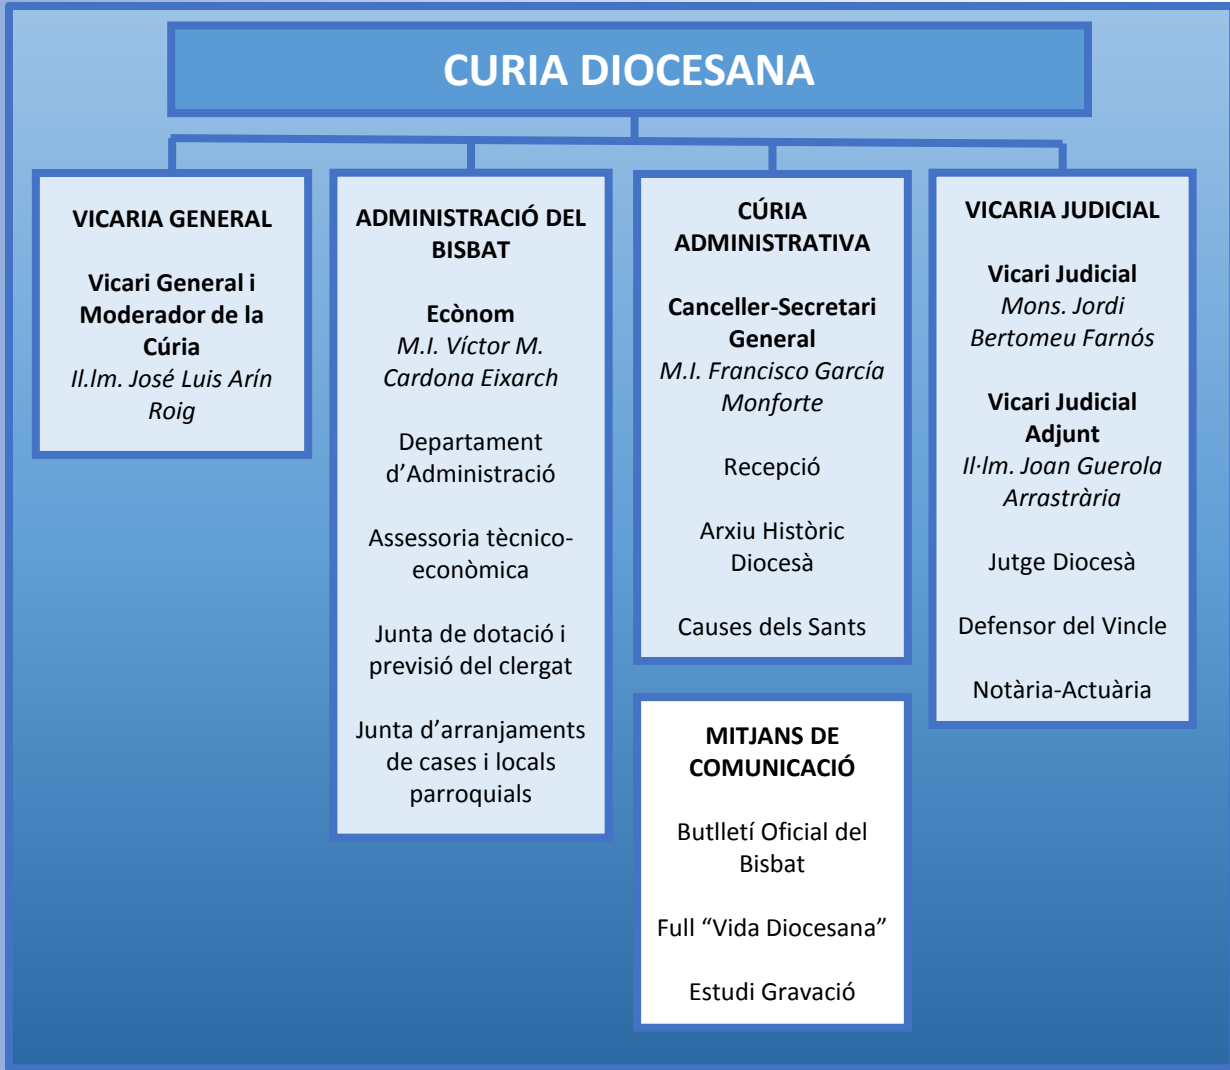 CURIA DIOCESANA
VICARIA GENERAL
Vicari General i
Moderador de la
Cúria
Il.lm. José Luis Arín
Roig
ADMINISTRACIÓ DEL
BISBAT
Ecònom
M.I. Víctor M.
Cardona Eixarch
Departament
d’Administració
Assessoria tècnico-
econòmica
Junta de dotació i
previsió del clergat
Junta d’arranjaments
de cases i locals
parroquials
CÚRIA
ADMINISTRATIVA
Canceller-Secretari
General
M.I. Francisco García
Monforte
Recepció
Arxiu Històric
Diocesà
Causes dels Sants
MITJANS DE
COMUNICACIÓ
Butlletí Oficial del
Bisbat
Full “Vida Diocesana”
Estudi Gravació
VICARIA JUDICIAL
Vicari Judicial
Mons. Jordi
Bertomeu Farnós
Vicari Judicial
Adjunt
Il·lm. Joan Guerola
Arrastrària
Jutge Diocesà
Defensor del Vincle
Notària-Actuària